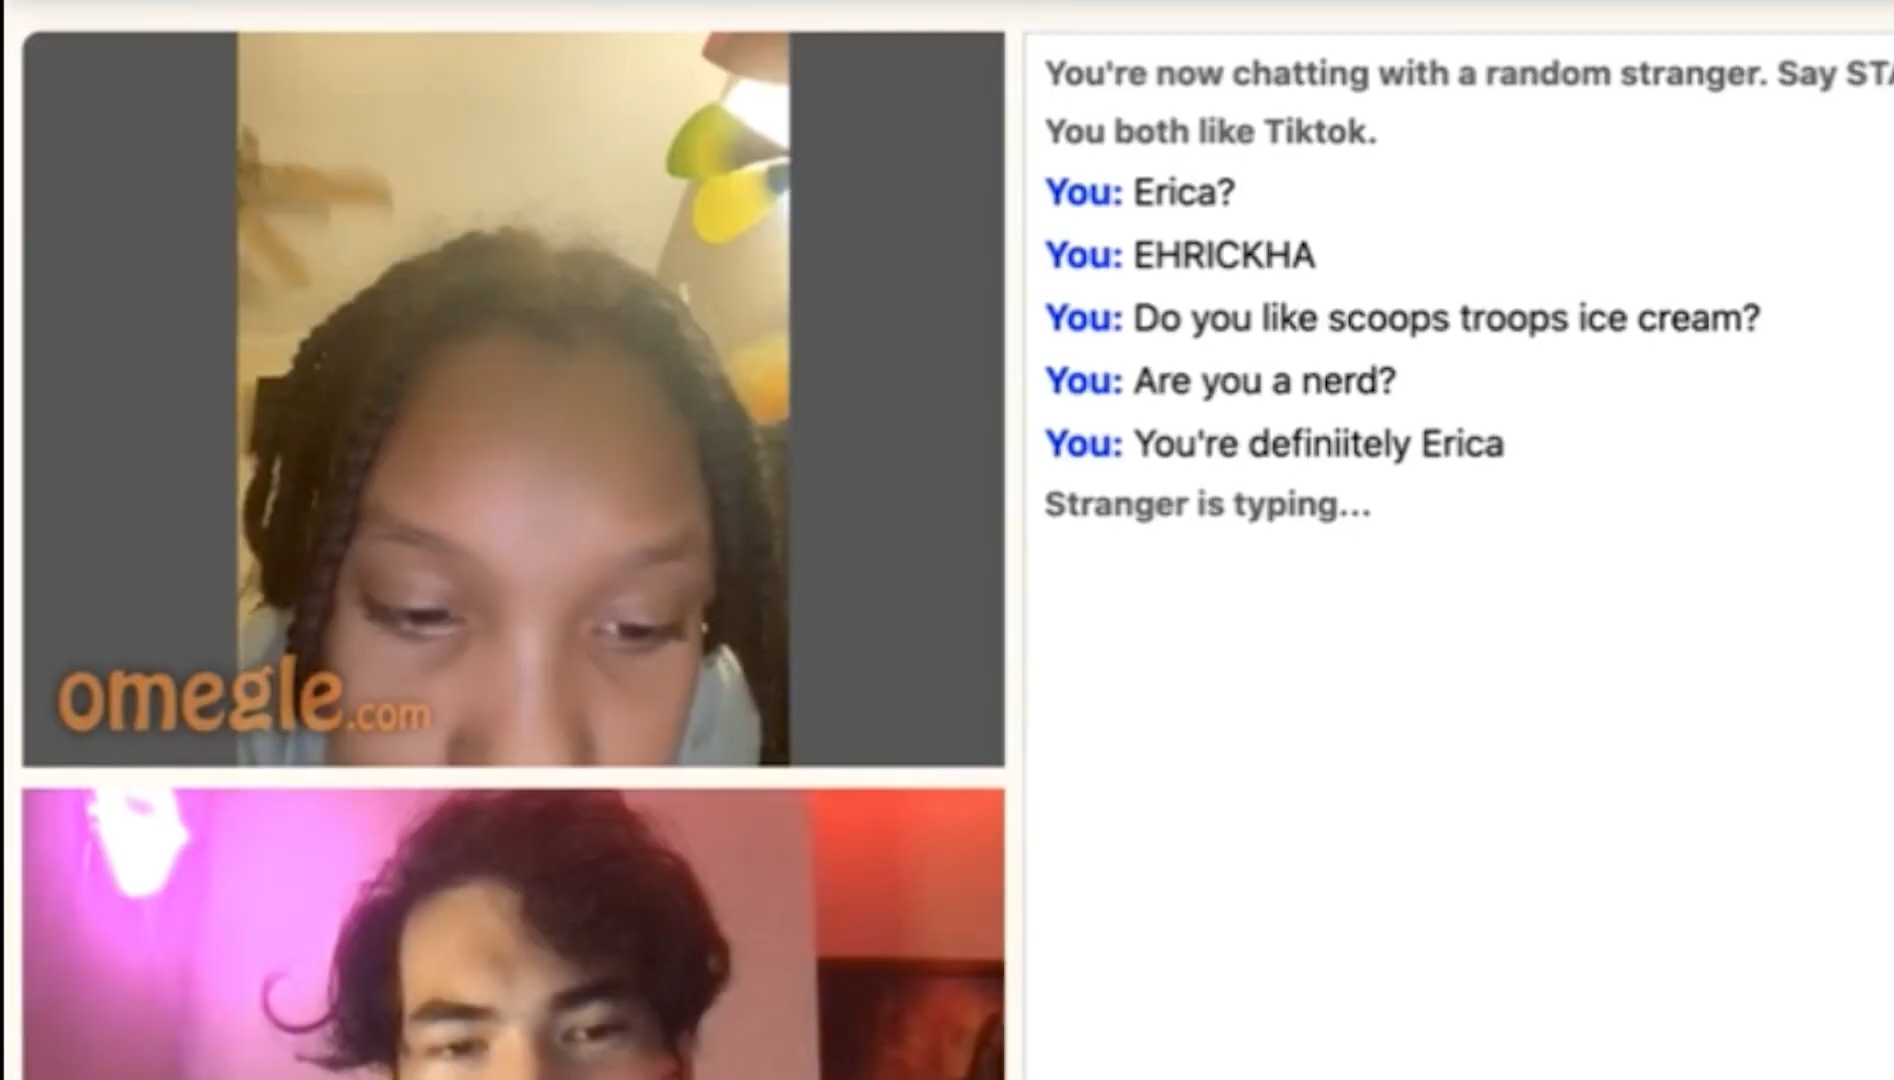 You're now chatting with a random stranger. Say
You both like Tiktok.
You: Erica?
You: EHRICKHA
You: Do you like scoops troops ice cream?
You: Are you a nerd?
You: You're definiitely Erica
Stranger is typing...
omegle.com